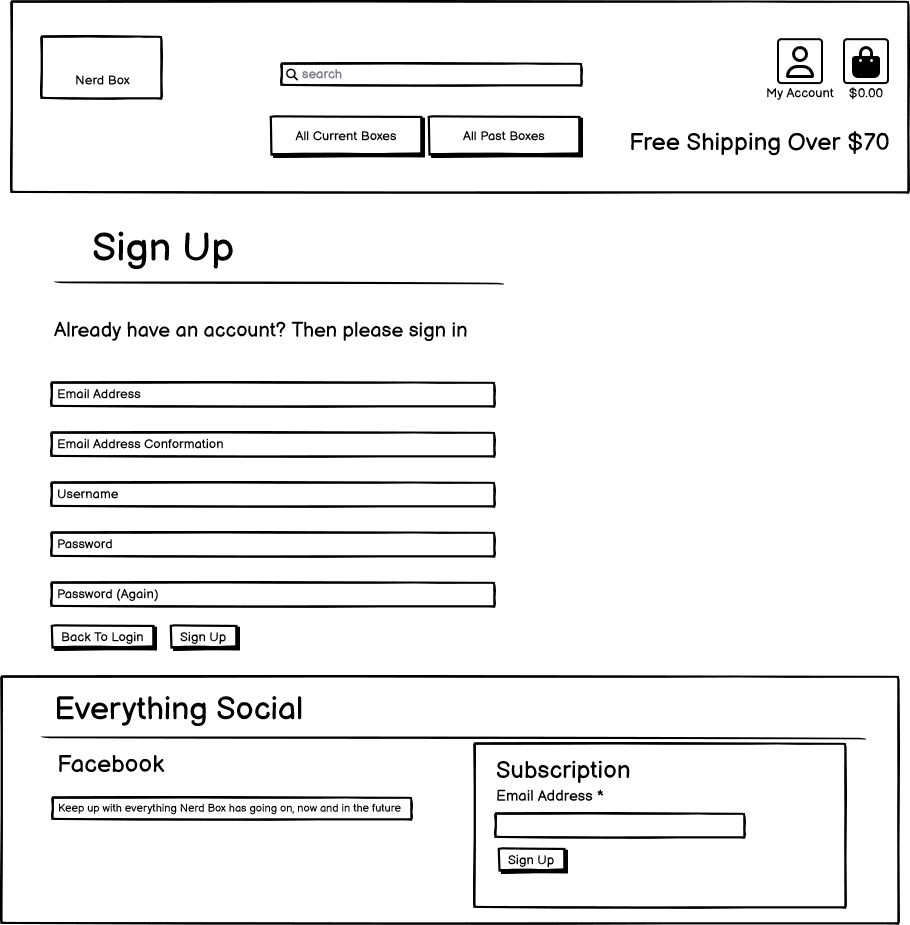 Nerd Box
search
My Account
$0.00
All Current Boxes
All Past Boxes
Free Shipping Over $70
Sign Up
Already have an account? Then please sign in
Email Address
Email Address Conformation
Username
Password
Password (Again)
Back To Login
Sign Up
Everything Social
Facebook
Keep up with everything Nerd Box has going on, now and in the future
Subscription
Email Address *
Sign Up